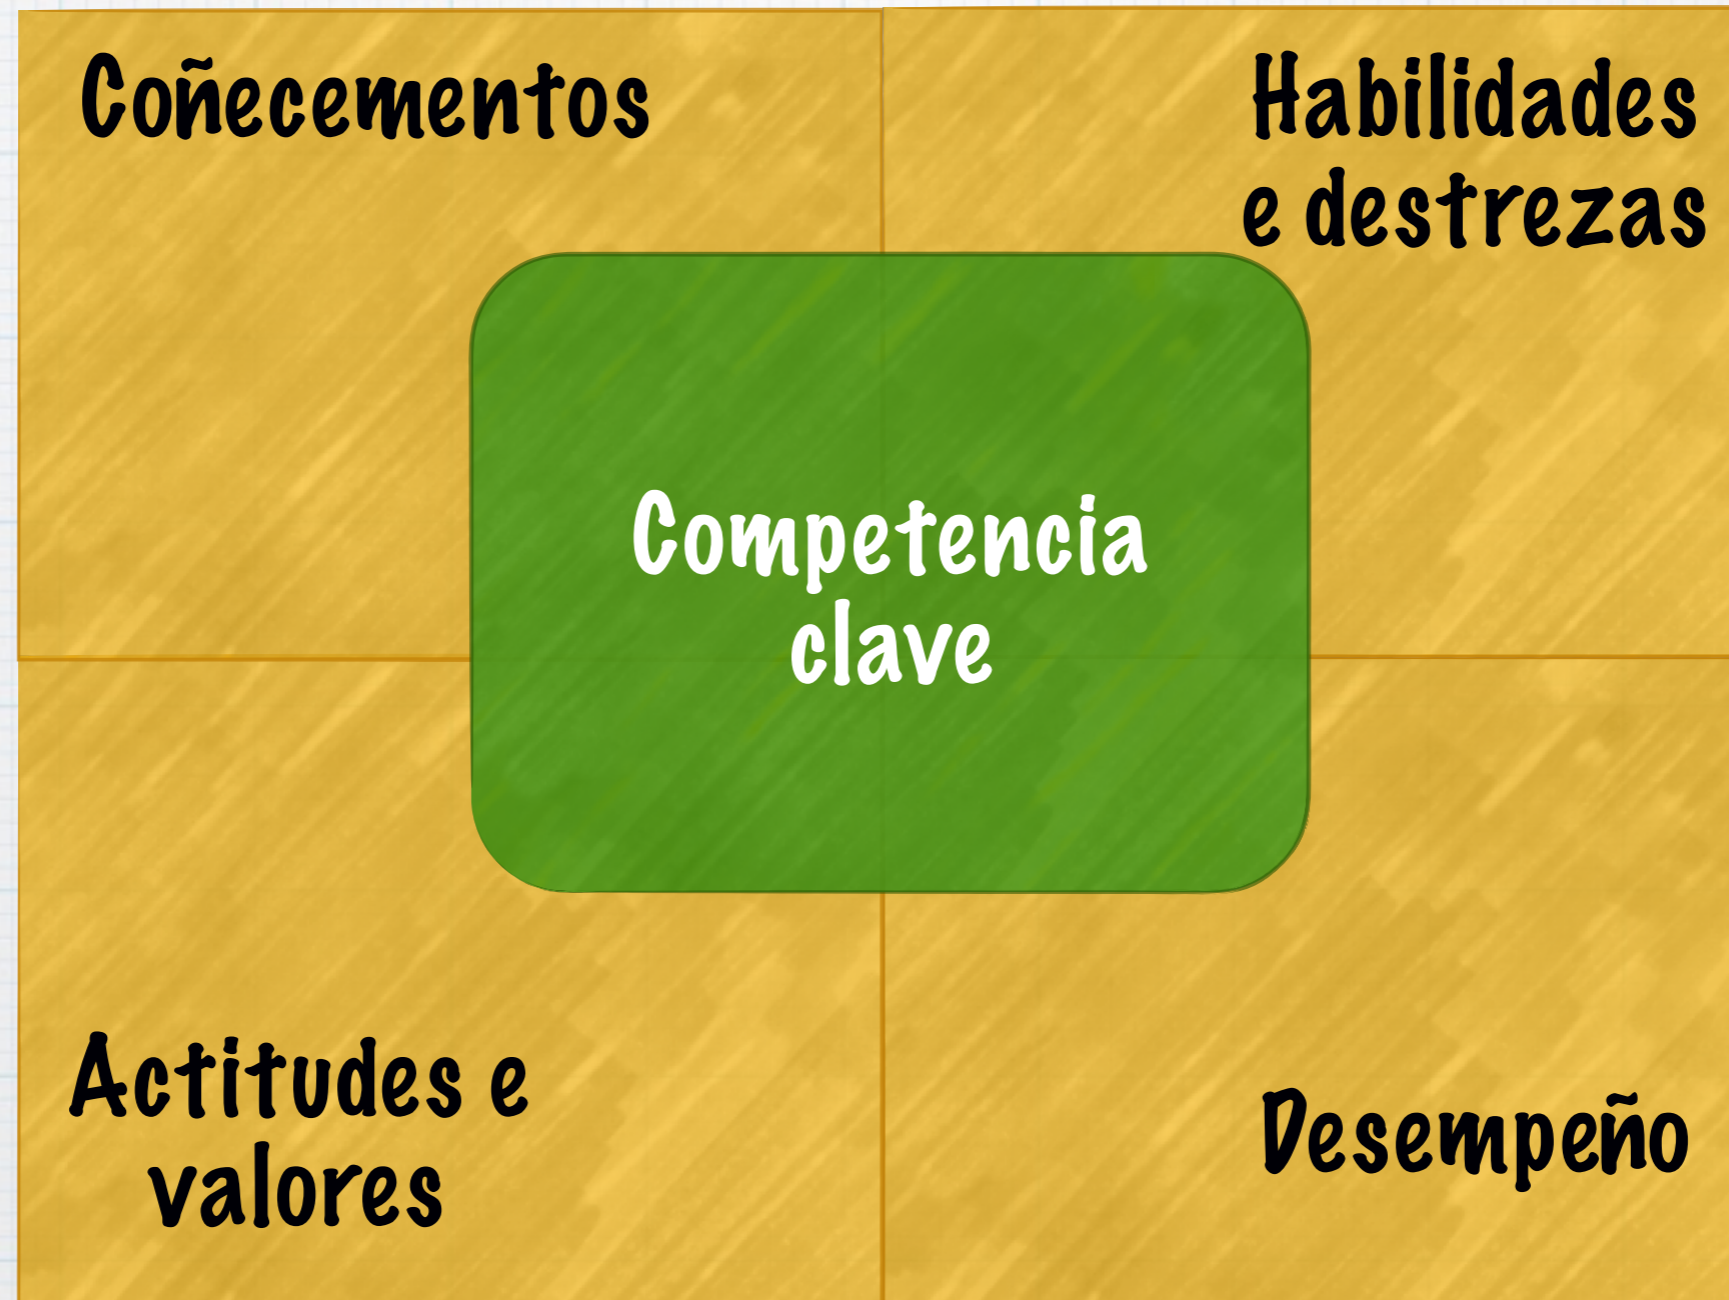 Coñecementos
Habilidades
e destrezas
Competencia
clave
Actitudes e
valores
Desempeño